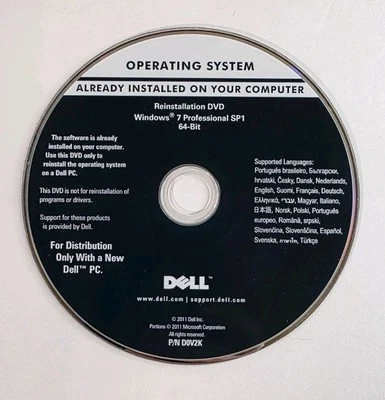 OPERATING SYSTEM
ALREADY INSTALLED ON YOUR COMPUTER
Reinstallation DVD
Windows® 7 Professional SP1
64-Bit
The software is already
installed on your computer.
Use this DVD only to
reinstall the operating system
on a Dell PC.
This DVD is not for reinstallation of
programs or drivers.
Support for these products
is provided by Dell.
For Distribution
Only With a New
Dell™ PC.
Supported Languages:
Português brasileiro, Български,
hrvatski, Česky, Dansk, Nederlands,
English, Suomi, Français, Deutsch,
Ελληνικά, עברי, Magyar, Italiano,
日本語, Norsk, Polski, Português
europeo, Română, srpski,
Slovenčina, Slovenščina, Español,
Svenska, ภาษาไทย, Türkçe
DELL™
www.dell.com | support.dell.com
© 2011 Dell Inc.
Portions © 2011 Microsoft Corporation
All rights reserved.
P/N D0V2K